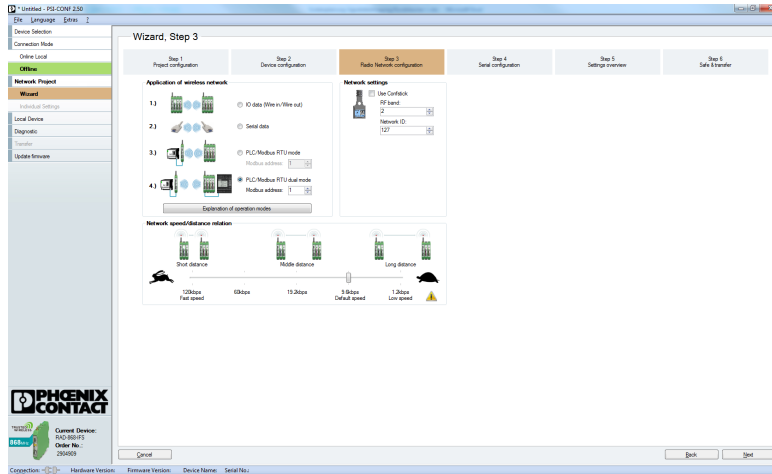 * Untitled - PSI-CONF 2.50
File Language Extras ?
Device Selection
Connection Mode
Online Local
Offline
Network Project
Wizard
Individual Settings
Local Device
Diagnostic
Transfer
Update firmware
Wizard, Step 3
Step 1
Project configuration
Step 2
Device configuration
Step 3
Radio Network configuration
Step 4
Serial configuration
Step 5
Settings overview
Step 6
Safe & transfer
Application of wireless network
1.) IO data (Wire in/Wire out)
2.) Serial data
3.) PLC/Modbus RTU mode
Modbus address: 1
4.) PLC/Modbus RTU dual mode
Modbus address: 1
Explanation of operation modes
Network settings
Use Confstick
RF band:
2
Network ID:
127
Network speed/distance relation
Short distance Middle distance Long distance
120kbps 60kbps 19.2kbps 9.6kbps 1.2kbps
Fast speed Default speed Low speed
PHŒNIX
CONTACT
TRUSTED
WIRELESS
868MHz
Current Device:
RAD-868-IFS
Order No.:
2904909
Cancel Back Next
Connection: Hardware Version: Firmware Version: Device Name: Serial No.: